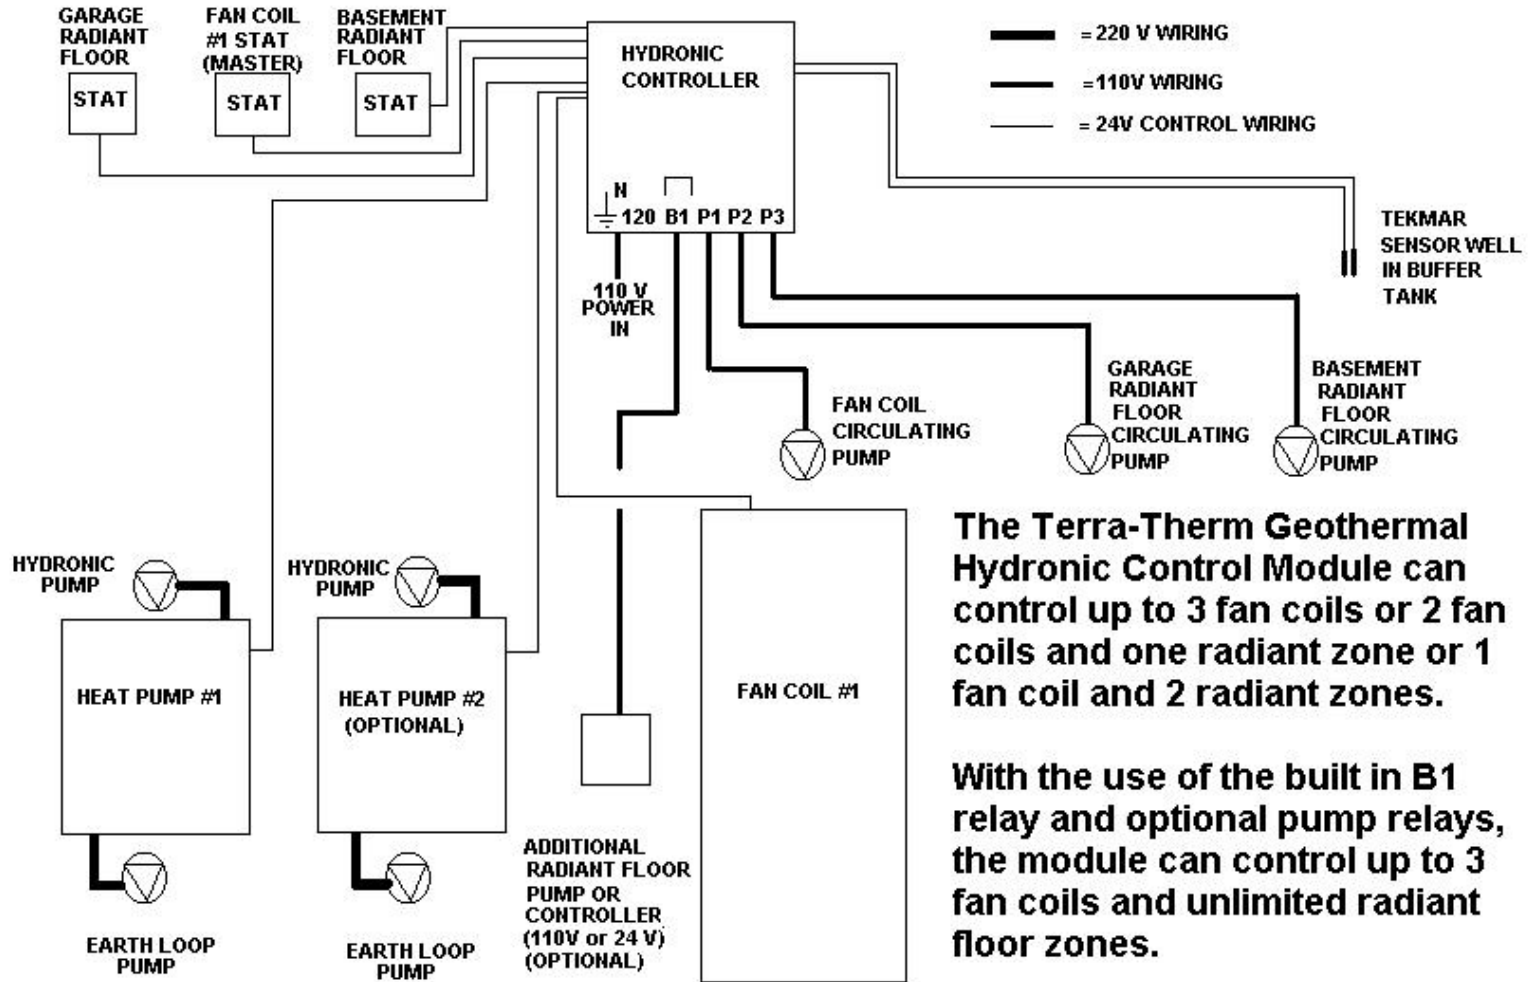 GARAGE
RADIANT
FLOOR
STAT
FAN COIL
#1 STAT
(MASTER)
STAT
BASEMENT
RADIANT
FLOOR
STAT
HYDRONIC
CONTROLLER
N
120 B1 P1 P2 P3
110 V
POWER
IN
= 220 V WIRING
=110V WIRING
= 24V CONTROL WIRING
TEKMAR
SENSOR WELL
IN BUFFER
TANK
FAN COIL
CIRCULATING
PUMP
GARAGE
RADIANT
FLOOR
CIRCULATING
PUMP
BASEMENT
RADIANT
FLOOR
CIRCULATING
PUMP
HYDRONIC
PUMP
HEAT PUMP #1
EARTH LOOP
PUMP
HYDRONIC
PUMP
HEAT PUMP #2
(OPTIONAL)
EARTH LOOP
PUMP
ADDITIONAL
RADIANT FLOOR
PUMP OR
CONTROLLER
(110V or 24 V)
(OPTIONAL)
FAN COIL #1
The Terra-Therm Geothermal
Hydronic Control Module can
control up to 3 fan coils or 2 fan
coils and one radiant zone or 1
fan coil and 2 radiant zones.
With the use of the built in B1
relay and optional pump relays,
the module can control up to 3
fan coils and unlimited radiant
floor zones.